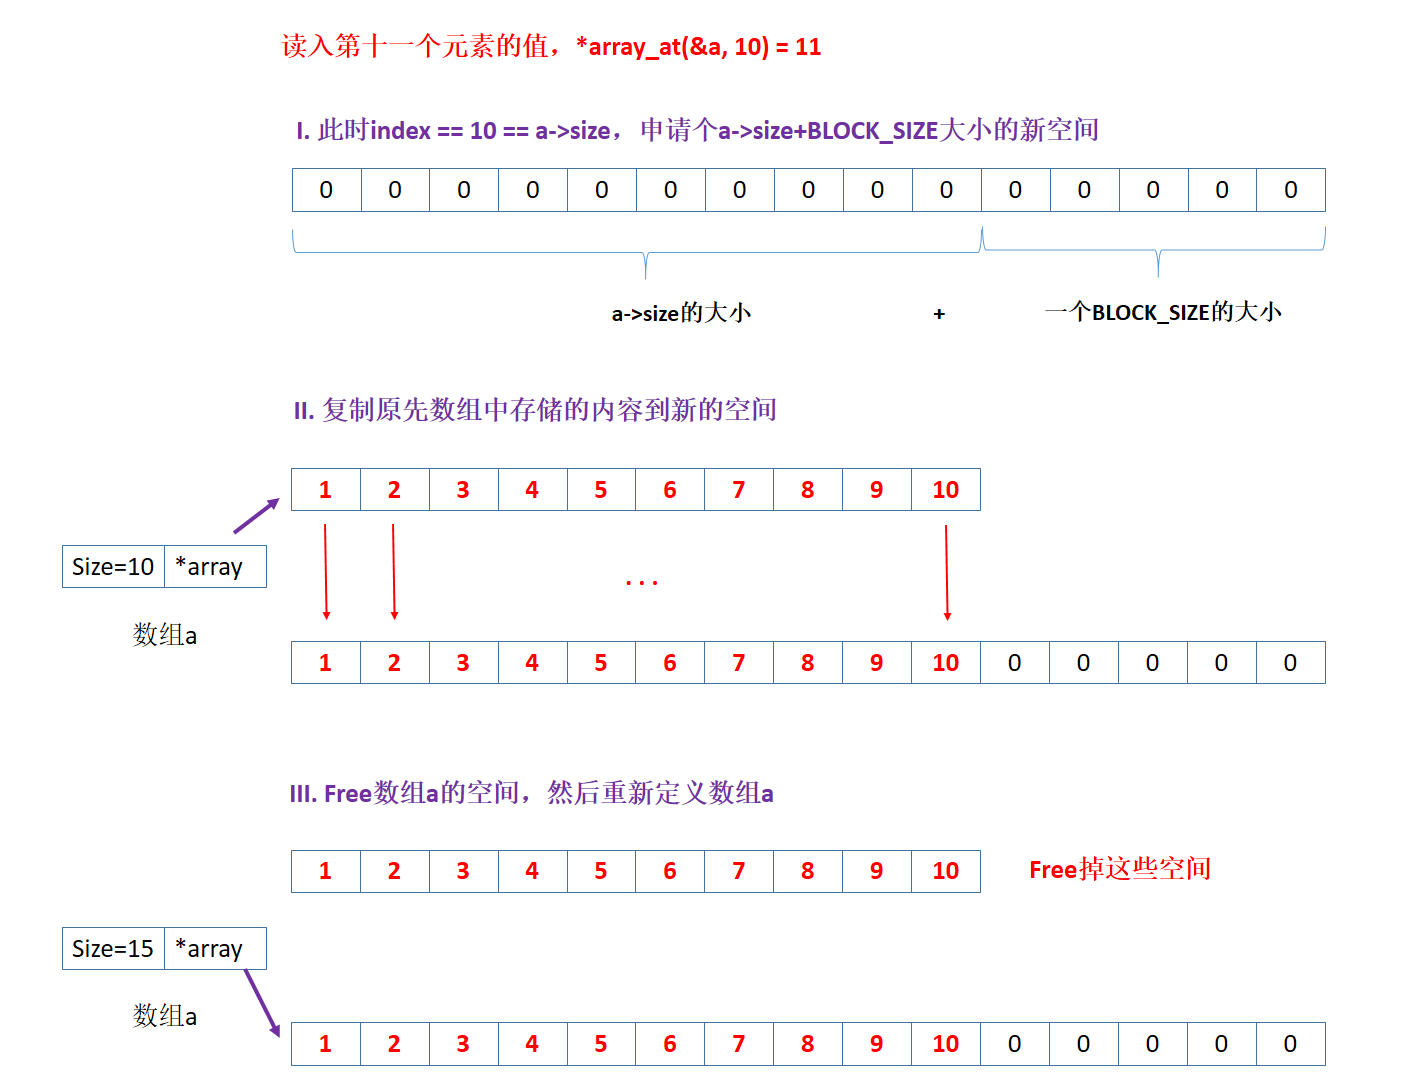 读入第十一个元素的值，*array_at(&a, 10) = 11
I. 此时index == 10 == a->size，申请个a->size+BLOCK_SIZE大小的新空间
0 0 0 0 0 0 0 0 0 0 0 0 0 0 0
a->size的大小 + 一个BLOCK_SIZE的大小
II. 复制原先数组中存储的内容到新的空间
1 2 3 4 5 6 7 8 9 10
Size=10 *array
...
数组a
1 2 3 4 5 6 7 8 9 10 0 0 0 0 0
III. Free数组a的空间，然后重新定义数组a
1 2 3 4 5 6 7 8 9 10 Free掉这些空间
Size=15 *array
数组a
1 2 3 4 5 6 7 8 9 10 0 0 0 0 0